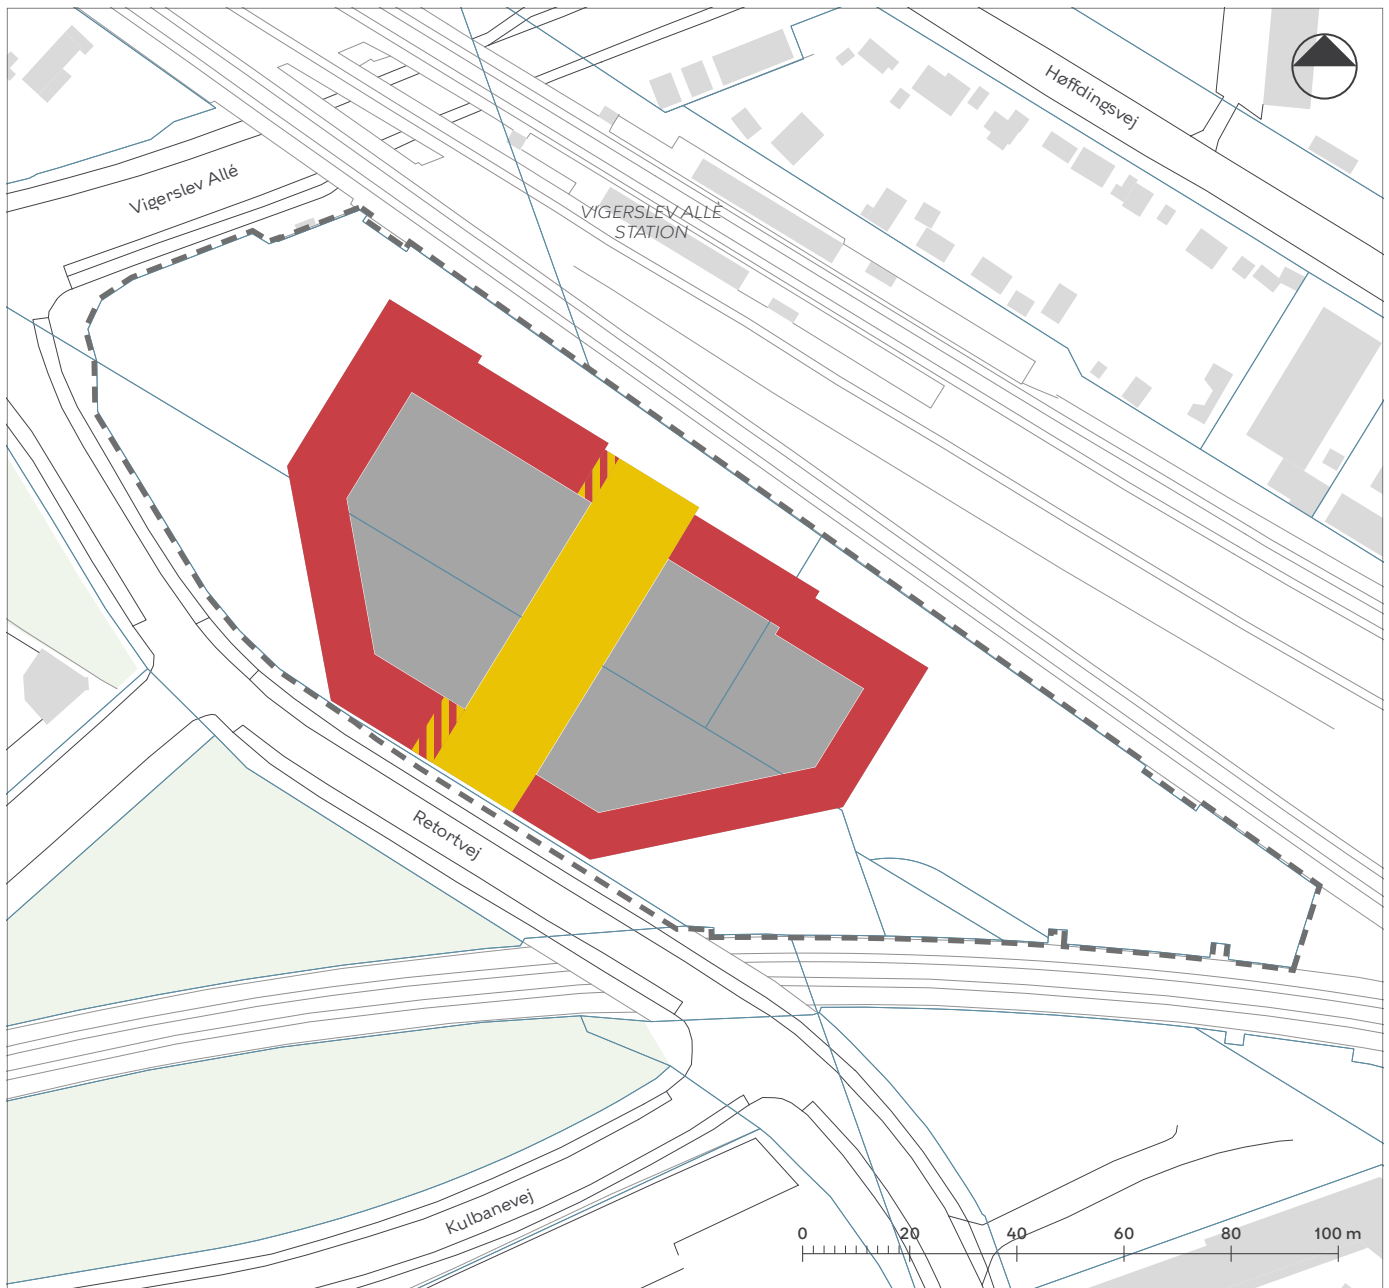 Høffdingsvej
Vigerslev Allé
VIGERSLEV ALLÉ
STATION
Retortvej
Kulbanevej
0 20 40 60 80 100 m